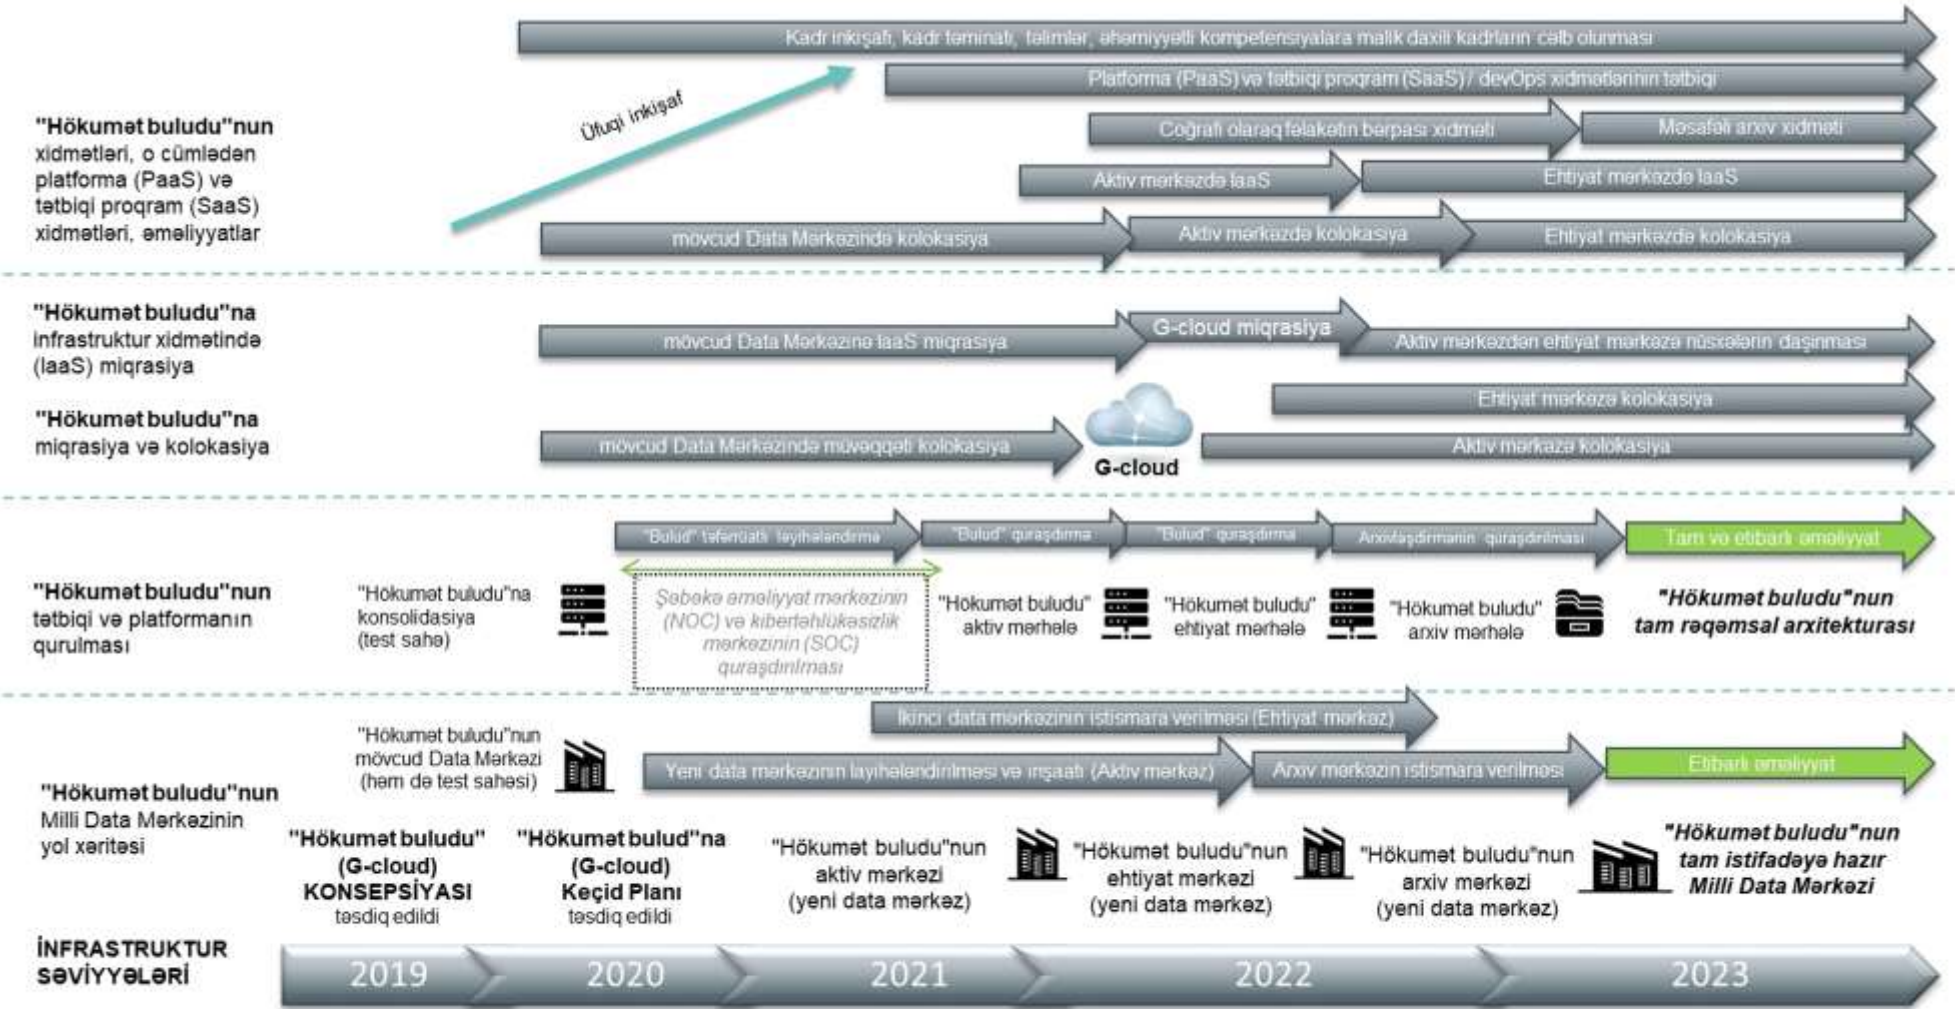 Kadr inkişafı, kadr təminatı, təlimlər, əhəmiyyətli kompetensiyalara malik daxili kadrların cəlb olunması
Platforma (PaaS) və tətbiqi proqram (SaaS) / devOps xidmətlərinin tətbiqi
Üfuqi inkişaf
Coğrafi olaraq fəlakətin bərpası xidməti
Məsafəli arxiv xidməti
"Hökumət buludu"nun
xidmətləri, o cümlədən
platforma (PaaS) və
tətbiqi proqram (SaaS)
xidmətləri, əməliyyatlar
Aktiv mərkəzdə IaaS
Ehtiyat mərkəzdə IaaS
mövcud Data Mərkəzində kolokasiya
Aktiv mərkəzdə kolokasiya
Ehtiyat mərkəzdə kolokasiya
"Hökumət buludu"na
infrastruktur xidmətində
(IaaS) miqrasiya
mövcud Data Mərkəzinə IaaS miqrasiya
G-cloud miqrasiya
Aktiv mərkəzdən ehtiyat mərkəzə nüsxələrin daşınması
Ehtiyat mərkəzə kolokasiya
"Hökumət buludu"na
miqrasiya və kolokasiya
mövcud Data Mərkəzində müvəqqəti kolokasiya
G-cloud
Aktiv mərkəzə kolokasiya
"Bulud" təfərrüatlı layihələndirmə
"Bulud" quraşdırma
"Bulud" quraşdırma
Arxivləşdirmənin quraşdırılması
Tam və etibarlı əməliyyat
"Hökumət buludu"nun
tətbiqi və platformanın
qurulması
"Hökumət buludu"na
konsolidasiya
(test sahə)
Şəbəkə əməliyyat mərkəzinin
(NOC) və kibertəhlükəsizlik
mərkəzinin (SOC)
quraşdırılması
"Hökumət buludu"
aktiv mərhələ
"Hökumət buludu"
ehtiyat mərhələ
"Hökumət buludu"
arxiv mərhələ
"Hökumət buludu"nun
tam rəqəmsal arxitekturası
İkinci data mərkəzinin istismara verilməsi (Ehtiyat mərkəz)
"Hökumət buludu"nun
mövcud Data Mərkəzi
(həm də test sahəsi)
Yeni data mərkəzinin layihələndirilməsi və inşaatı (Aktiv mərkəz)
Arxiv mərkəzin istismara verilməsi
Etibarlı əməliyyat
"Hökumət buludu"nun
Milli Data Mərkəzinin
yol xəritəsi
"Hökumət buludu"
(G-cloud)
KONSEPSİYASI
təsdiq edildi
"Hökumət bulud"na
(G-cloud)
Keçid Planı
təsdiq edildi
"Hökumət buludu"nun
aktiv mərkəzi
(yeni data mərkəz)
"Hökumət buludu"nun
ehtiyat mərkəzi
(yeni data mərkəz)
"Hökumət buludu"nun
arxiv mərkəzi
(yeni data mərkəz)
"Hökumət buludu"nun
tam istifadəyə hazır
Milli Data Mərkəzi
İNFRASTRUKTUR
SƏVİYYƏLƏRİ
2019
2020
2021
2022
2023